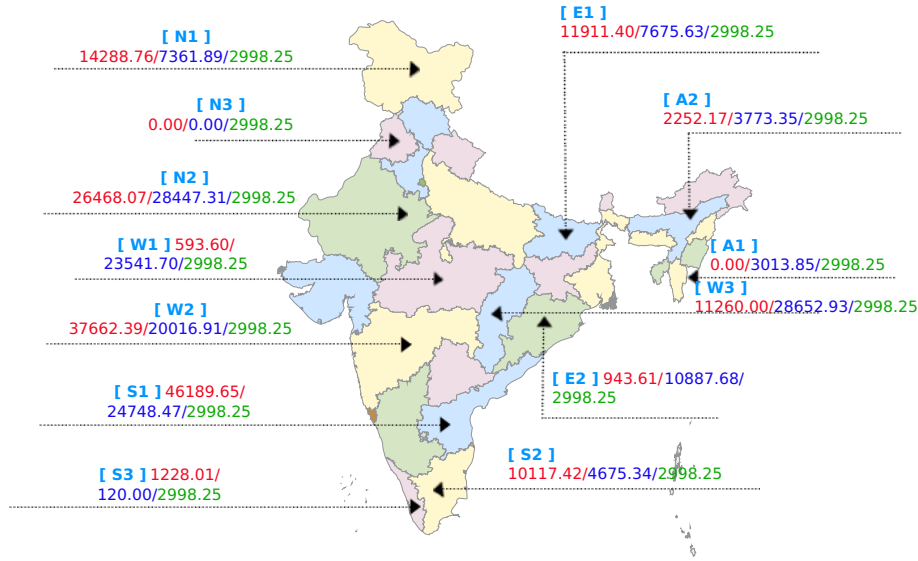 [ N1 ]
14288.76/7361.89/2998.25
[ E1 ]
11911.40/7675.63/2998.25
[ N3 ]
0.00/0.00/2998.25
[ A2 ]
2252.17/3773.35/2998.25
[ N2 ]
26468.07/28447.31/2998.25
[ W1 ] 593.60/
23541.70/2998.25
[ A1 ]
0.00/3013.85/2998.25
[ W3 ]
11260.00/28652.93/2998.25
[ W2 ]
37662.39/20016.91/2998.25
[ E2 ] 943.61/10887.68/
2998.25
[ S1 ] 46189.65/
24748.47/2998.25
[ S2 ]
10117.42/4675.34/2998.25
[ S3 ] 1228.01/
120.00/2998.25